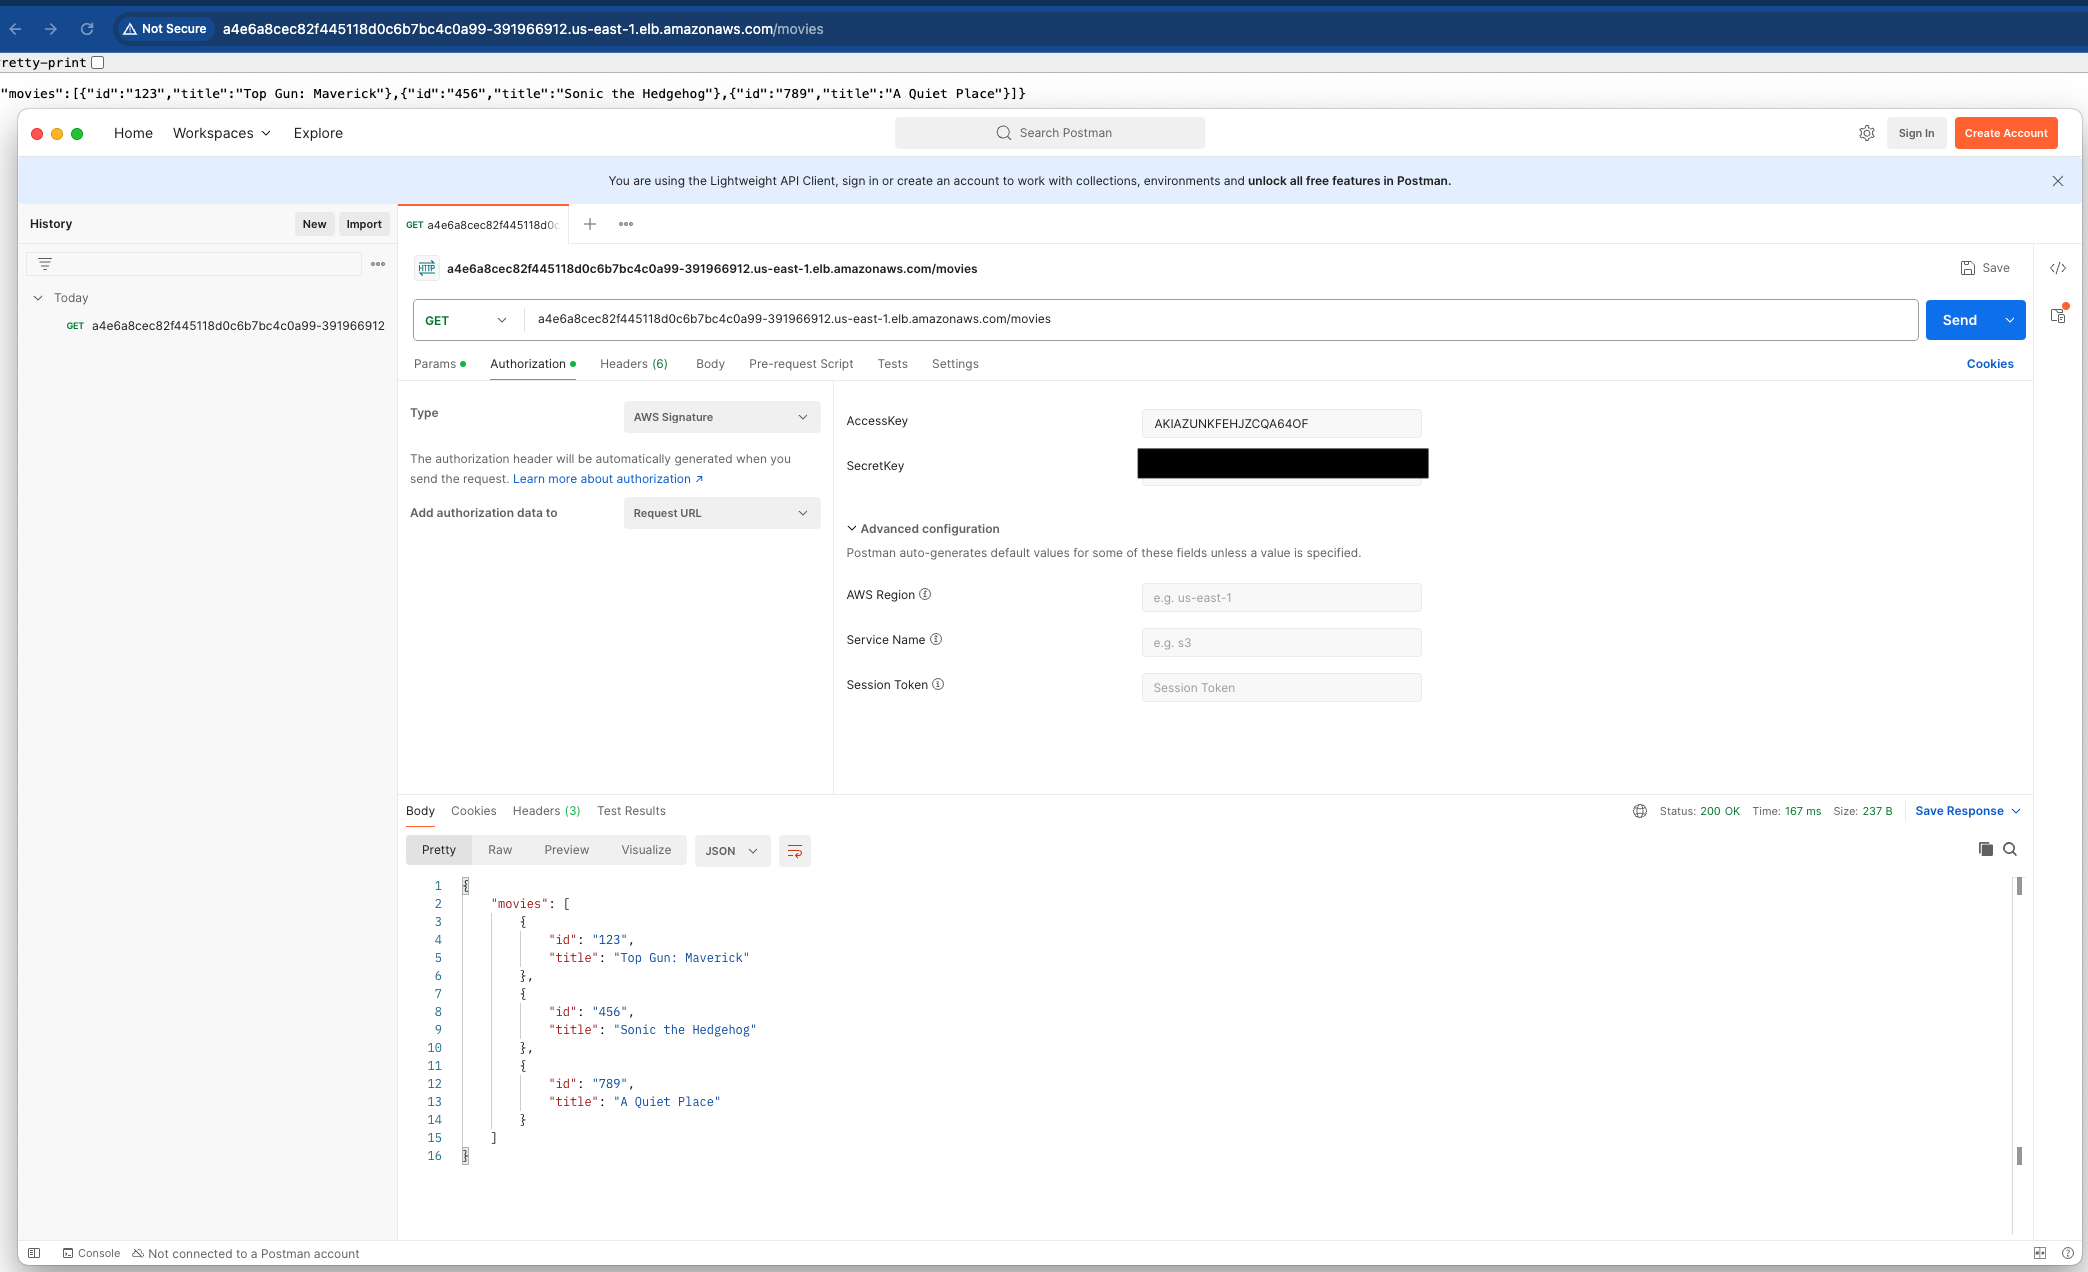 Not Secure a4e6a8cec82f445118d0c6b7bc4c0a99-391966912.us-east-1.elb.amazonaws.com/movies
retty-print
"movies":[{"id":"123","title":"Top Gun: Maverick"},{"id":"456","title":"Sonic the Hedgehog"},{"id":"789","title":"A Quiet Place"}]}
Home Workspaces Explore Search Postman Sign In Create Account
You are using the Lightweight API Client, sign in or create an account to work with collections, environments and unlock all free features in Postman.
History New Import GET a4e6a8cec82f445118d0c
a4e6a8cec82f445118d0c6b7bc4c0a99-391966912.us-east-1.elb.amazonaws.com/movies Save
HTTP
Today
GET a4e6a8cec82f445118d0c6b7bc4c0a99-391966912
GET a4e6a8cec82f445118d0c6b7bc4c0a99-391966912.us-east-1.elb.amazonaws.com/movies Send
Params Authorization Headers (6) Body Pre-request Script Tests Settings Cookies
Type AWS Signature
The authorization header will be automatically generated when you
send the request. Learn more about authorization ↗
Add authorization data to Request URL
AccessKey AKIAZUNKFEHJZCQA64OF
SecretKey
Advanced configuration
Postman auto-generates default values for some of these fields unless a value is specified.
AWS Region e.g. us-east-1
Service Name e.g. s3
Session Token Session Token
Body Cookies Headers (3) Test Results Status: 200 OK Time: 167 ms Size: 237 B Save Response
Pretty Raw Preview Visualize JSON
1 {
2 "movies": [
3 {
4 "id": "123",
5 "title": "Top Gun: Maverick"
6 },
7 {
8 "id": "456",
9 "title": "Sonic the Hedgehog"
10 },
11 {
12 "id": "789",
13 "title": "A Quiet Place"
14 }
15 ]
16 }
Console Not connected to a Postman account